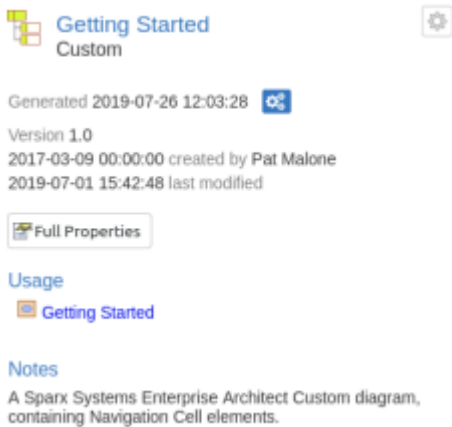 Getting Started
Custom
Generated 2019-07-26 12:03:28
Version 1.0
2017-03-09 00:00:00 created by Pat Malone
2019-07-01 15:42:48 last modified
Full Properties
Usage
Getting Started
Notes
A Sparx Systems Enterprise Architect Custom diagram,
containing Navigation Cell elements.